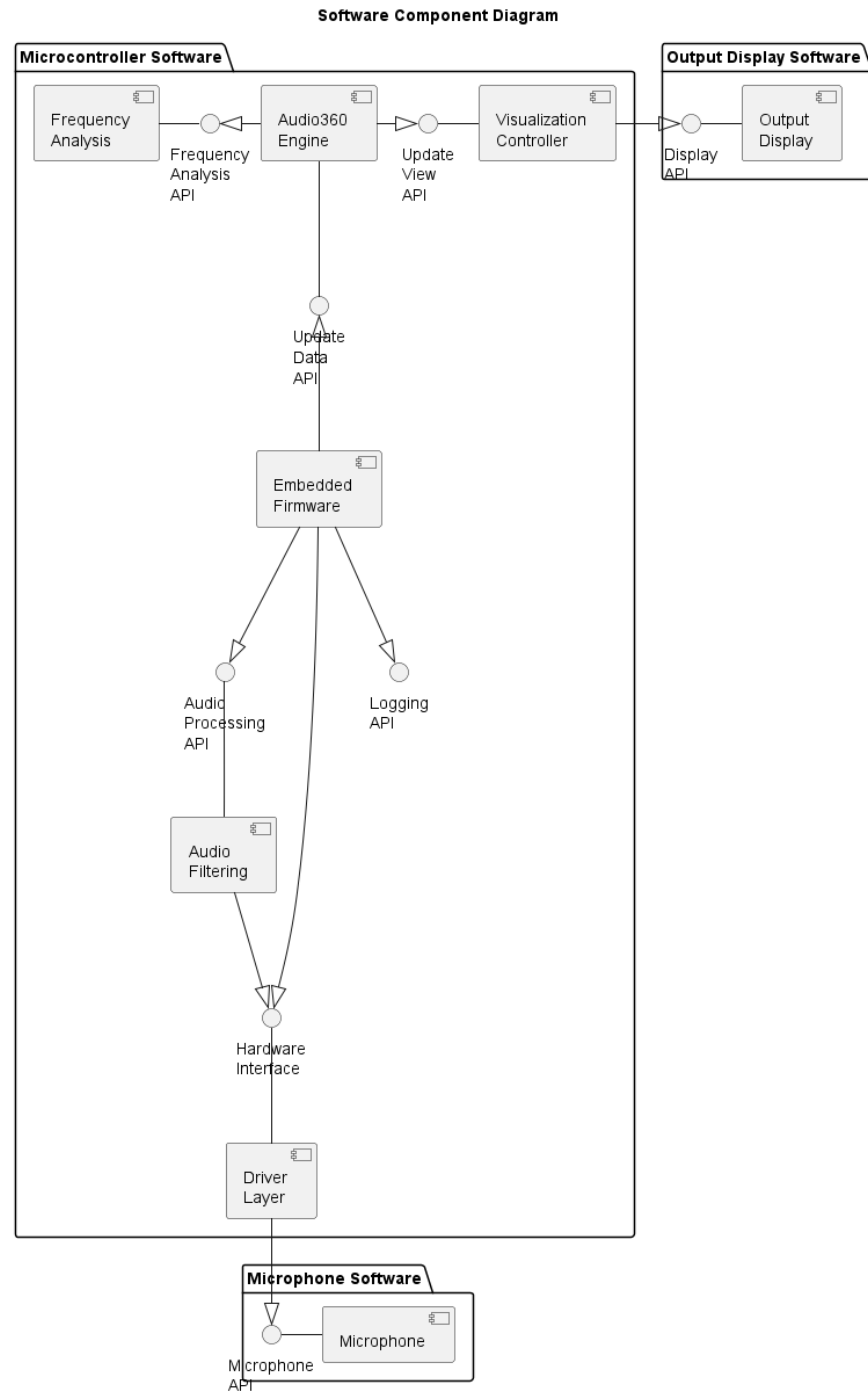 Software Component Diagram
Microcontroller Software
Output Display Software
Frequency
Analysis
Frequency
Analysis
API
Audio360
Engine
Update
View
API
Visualization
Controller
Display
API
Output
Display
Update
Data
API
Embedded
Firmware
Audio
Processing
API
Logging
API
Audio
Filtering
Hardware
Interface
Driver
Layer
Microphone Software
Microphone
API
Microphone